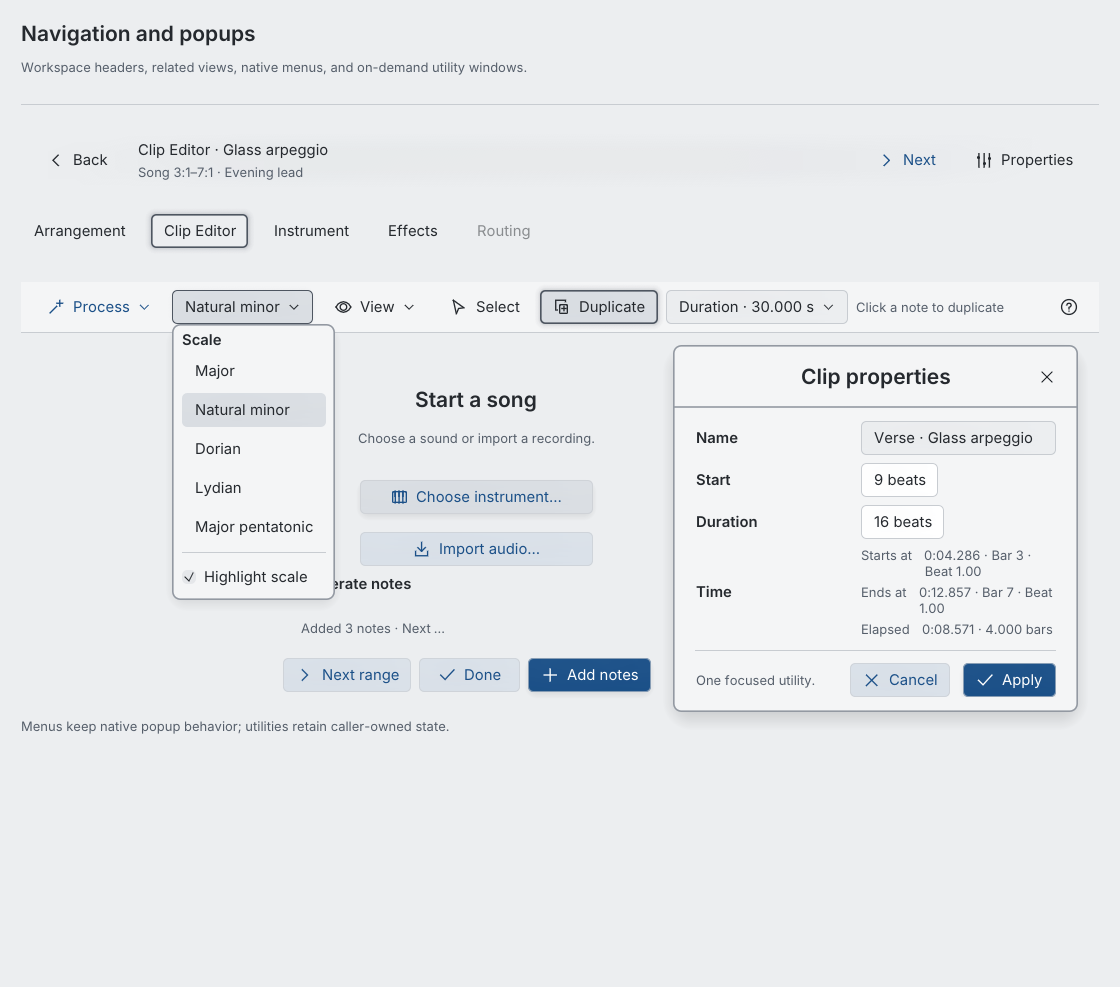 Navigation and popups
Workspace headers, related views, native menus, and on-demand utility windows.
Back
Clip Editor · Glass arpeggio
Song 3:1–7:1 · Evening lead
Next
Properties
Arrangement
Clip Editor
Instrument
Effects
Routing
Process
Natural minor
View
Select
Duplicate
Duration · 30.000 s
Click a note to duplicate
Scale
Major
Natural minor
Dorian
Lydian
Major pentatonic
Highlight scale
Start a song
Choose a sound or import a recording.
Choose instrument...
Import audio...
notes
Added 3 notes · Next ...
Next range
Done
Add notes
Clip properties
Name
Verse · Glass arpeggio
Start
9 beats
Duration
16 beats
Time
Starts at 0:04.286 · Bar 3 ·
Beat 1.00
Ends at 0:12.857 · Bar 7 · Beat
1.00
Elapsed 0:08.571 · 4.000 bars
One focused utility.
Cancel
Apply
Menus keep native popup behavior; utilities retain caller-owned state.